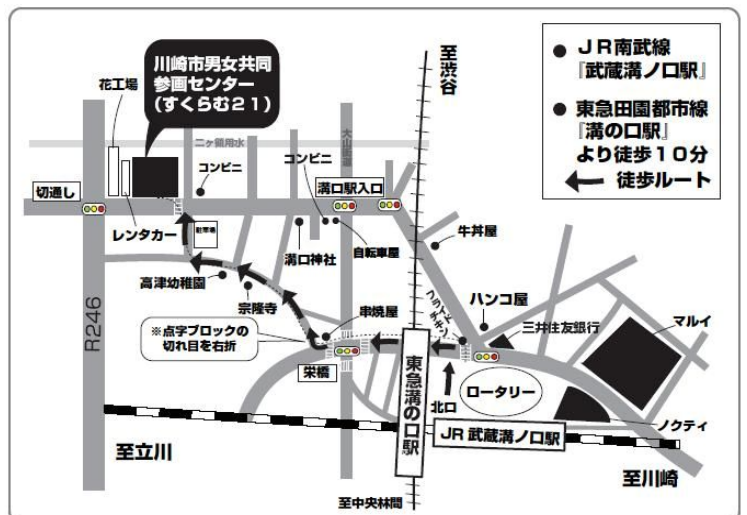 川崎市男女共同
参画センター
(すくらむ21)
花工場
至渋谷
●JR南武線
『武蔵溝ノ口駅』
●東急田園都市線
『溝の口駅』
より徒歩10分
徒歩ルート
二ヶ領用水
大山街道
コンビニ
コンビニ
溝口駅入口
切通し
レンタカー
駐車場
溝口神社
自転車屋
牛丼屋
高津幼稚園
宗隆寺
串焼屋
フライドチキン
ハンコ屋
三井住友銀行
マルイ
R246
※点字ブロックの
切れ目を右折
栄橋
東急溝の口駅
北口
ロータリー
JR 武蔵溝ノ口駅
ノクティ
至立川
至川崎
至中央林間